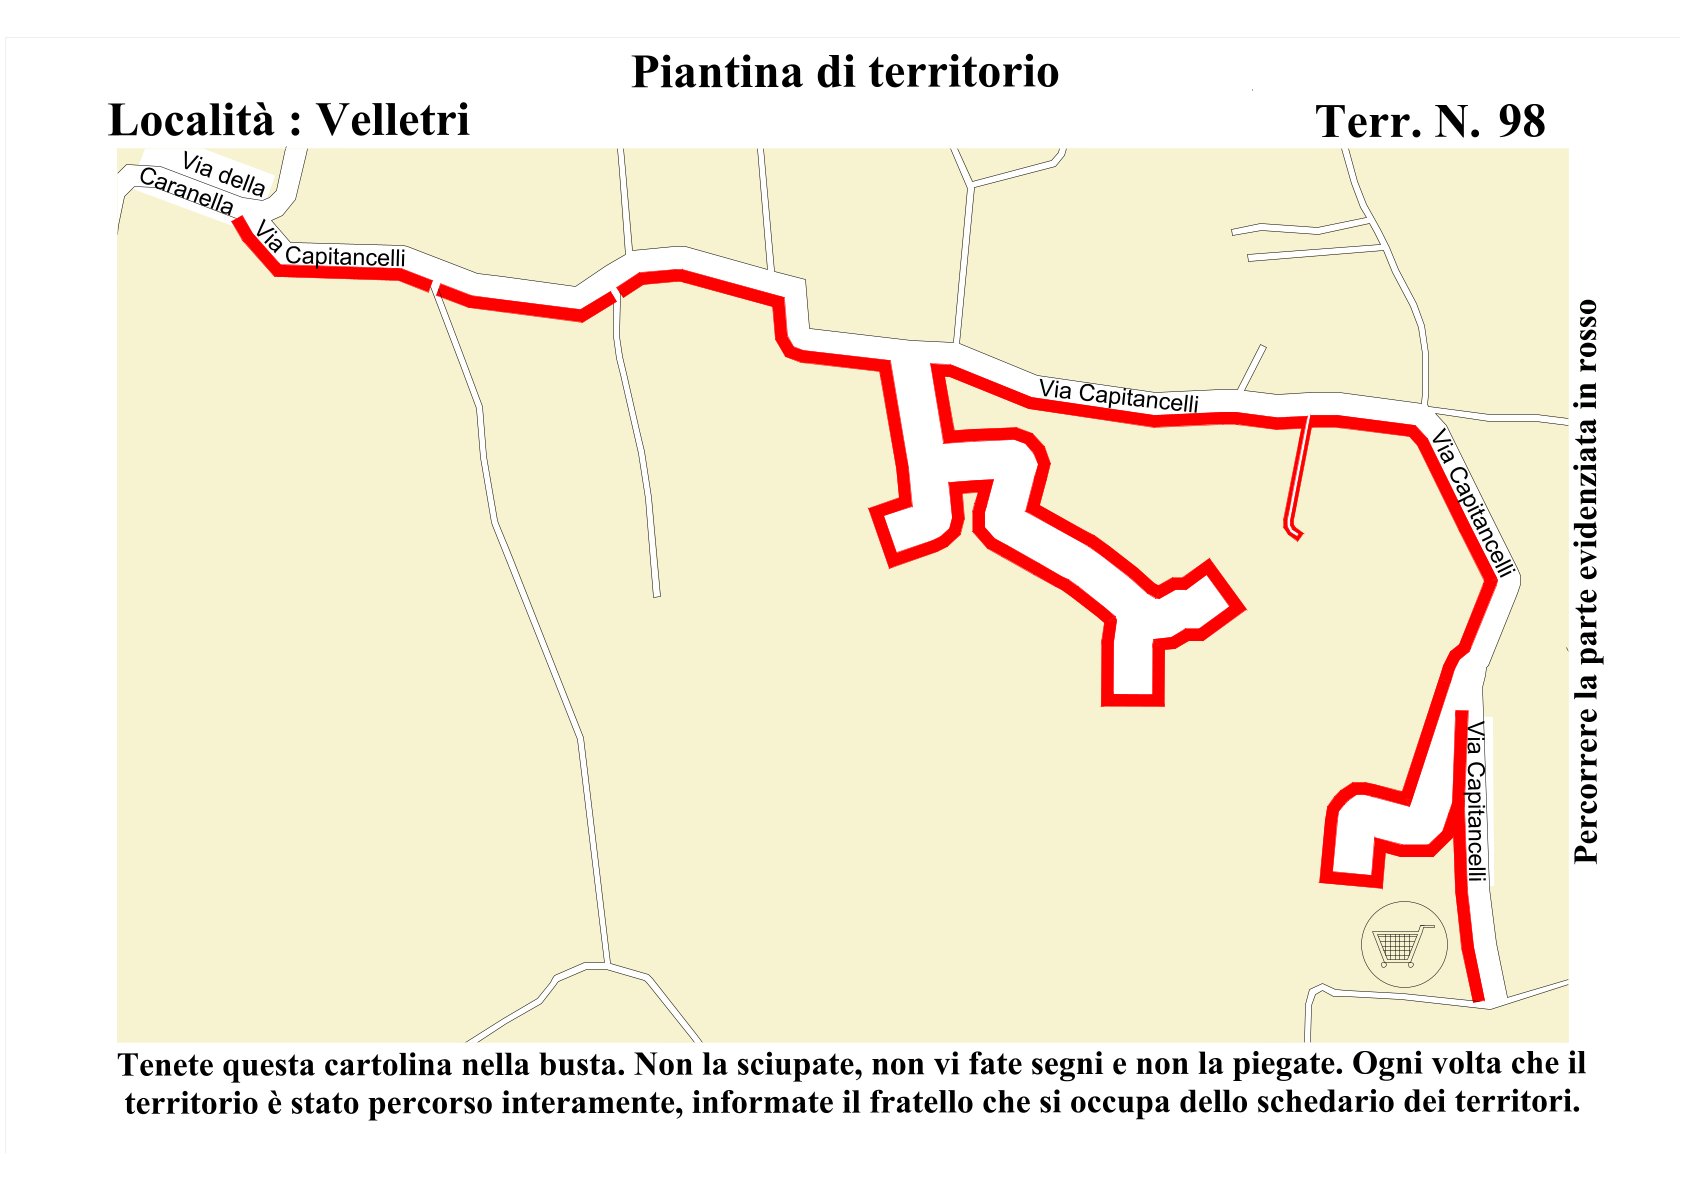 Piantina di territorio
Località : Velletri
Terr. N. 98
Via della
Caranella
Via Capitancelli
Via Capitancelli
Via Capitancelli
Via Capitancelli
Percorrere la parte evidenziata in rosso
Tenete questa cartolina nella busta. Non la sciupate, non vi fate segni e non la piegate. Ogni volta che il
territorio è stato percorso interamente, informate il fratello che si occupa dello schedario dei territori.